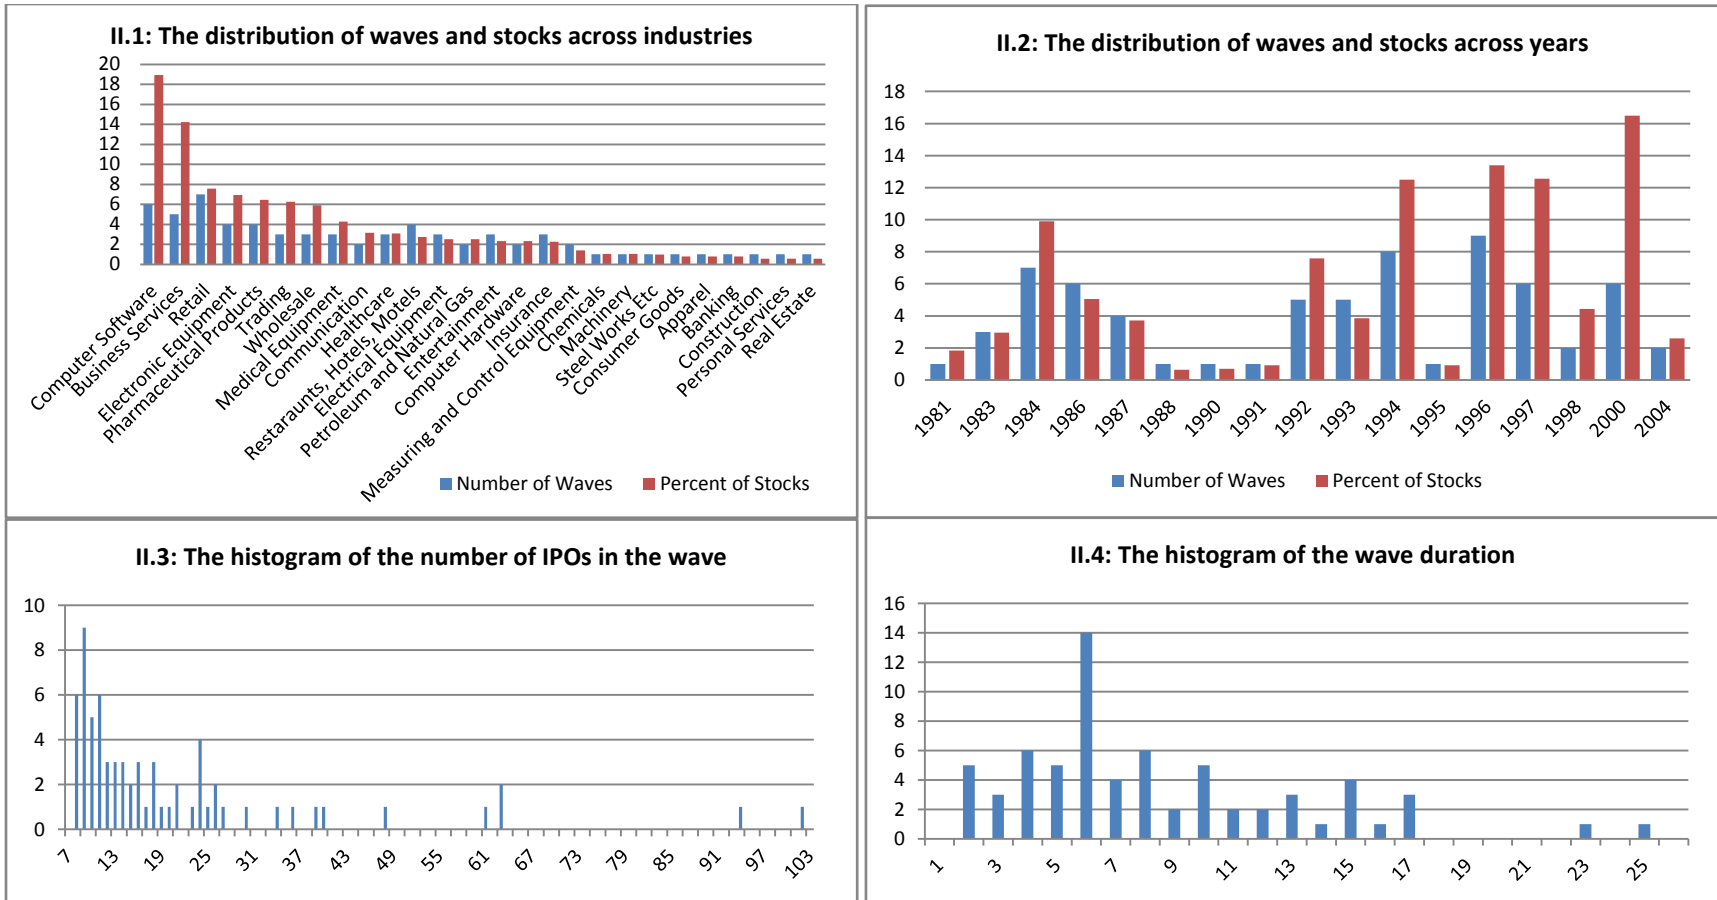 II.1: The distribution of waves and stocks across industries
20
18
16
14
12
10
8
6
4
2
0
Computer Software
Business Services
Retail
Electronic Equipment
Pharmaceutical Products
Trading
Wholesale
Medical Equipment
Communication
Healthcare
Restaraunts, Hotels, Motels
Electrical Equipment
Petroleum and Natural Gas
Entertainment
Computer Hardware
Insurance
Measuring and Control Equipment
Chemicals
Machinery
Steel Works Etc
Consumer Goods
Apparel
Banking
Construction
Personal Services
Real Estate
Number of Waves Percent of Stocks
II.2: The distribution of waves and stocks across years
18
16
14
12
10
8
6
4
2
0
1981
1983
1984
1986
1987
1988
1990
1991
1992
1993
1994
1995
1996
1997
1998
2000
2004
Number of Waves Percent of Stocks
II.3: The histogram of the number of IPOs in the wave
10
8
6
4
2
0
7
13
19
25
31
37
43
49
55
61
67
73
79
85
91
97
103
II.4: The histogram of the wave duration
16
14
12
10
8
6
4
2
0
1
3
5
7
9
11
13
15
17
19
21
23
25